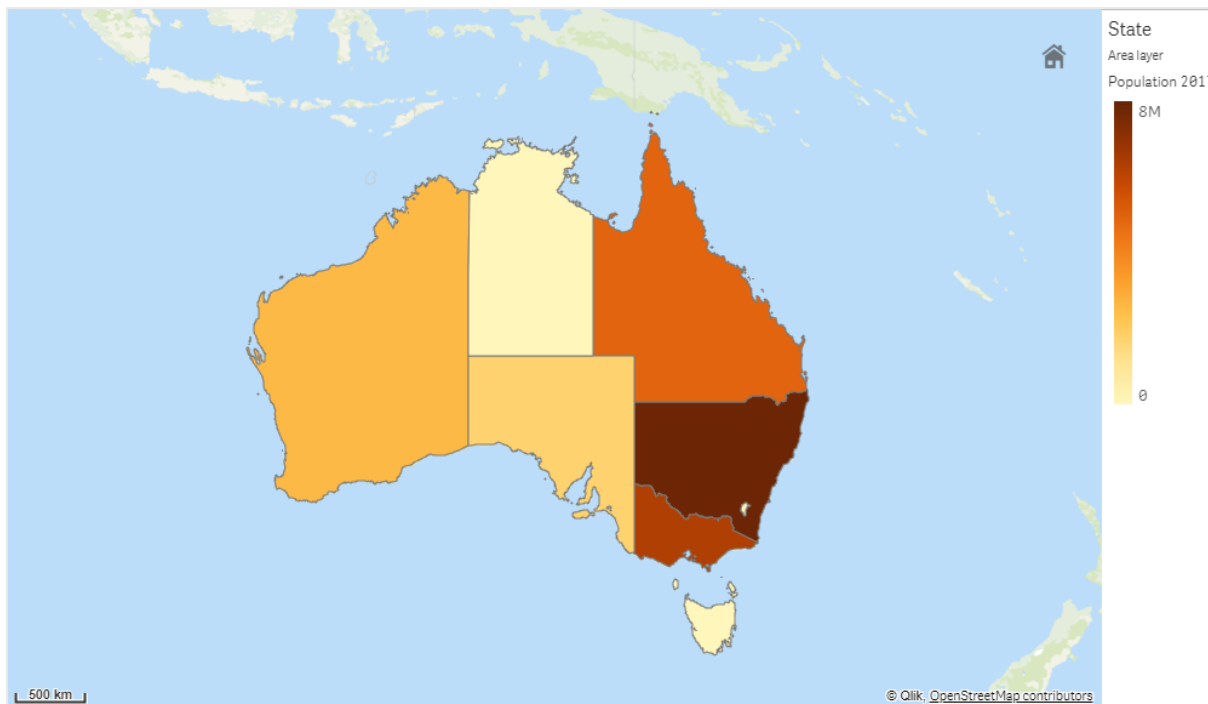 State
Area layer
Population 201
8M
0
500 km
© Qlik, OpenStreetMap contributors